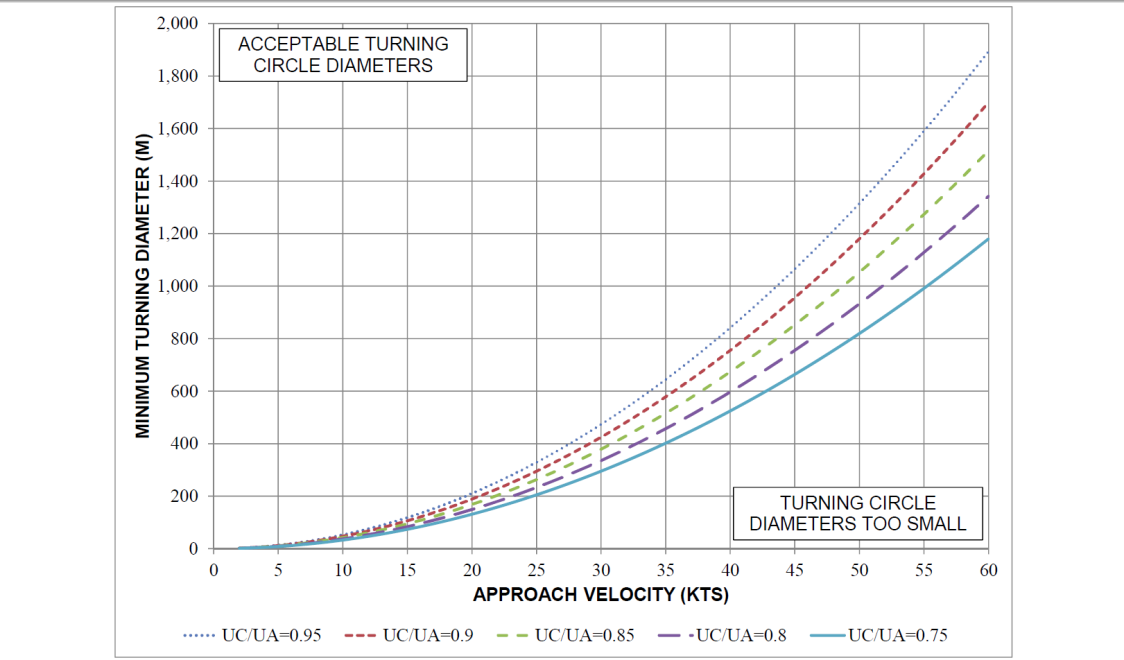 2,000
1,800
1,600
1,400
1,200
1,000
800
600
400
200
0
MINIMUM TURNING DIAMETER (M)
ACCEPTABLE TURNING
CIRCLE DIAMETERS
TURNING CIRCLE
DIAMETERS TOO SMALL
0 5 10 15 20 25 30 35 40 45 50 55 60
APPROACH VELOCITY (KTS)
UC/UA=0.95 UC/UA=0.9 UC/UA=0.85 UC/UA=0.8 UC/UA=0.75